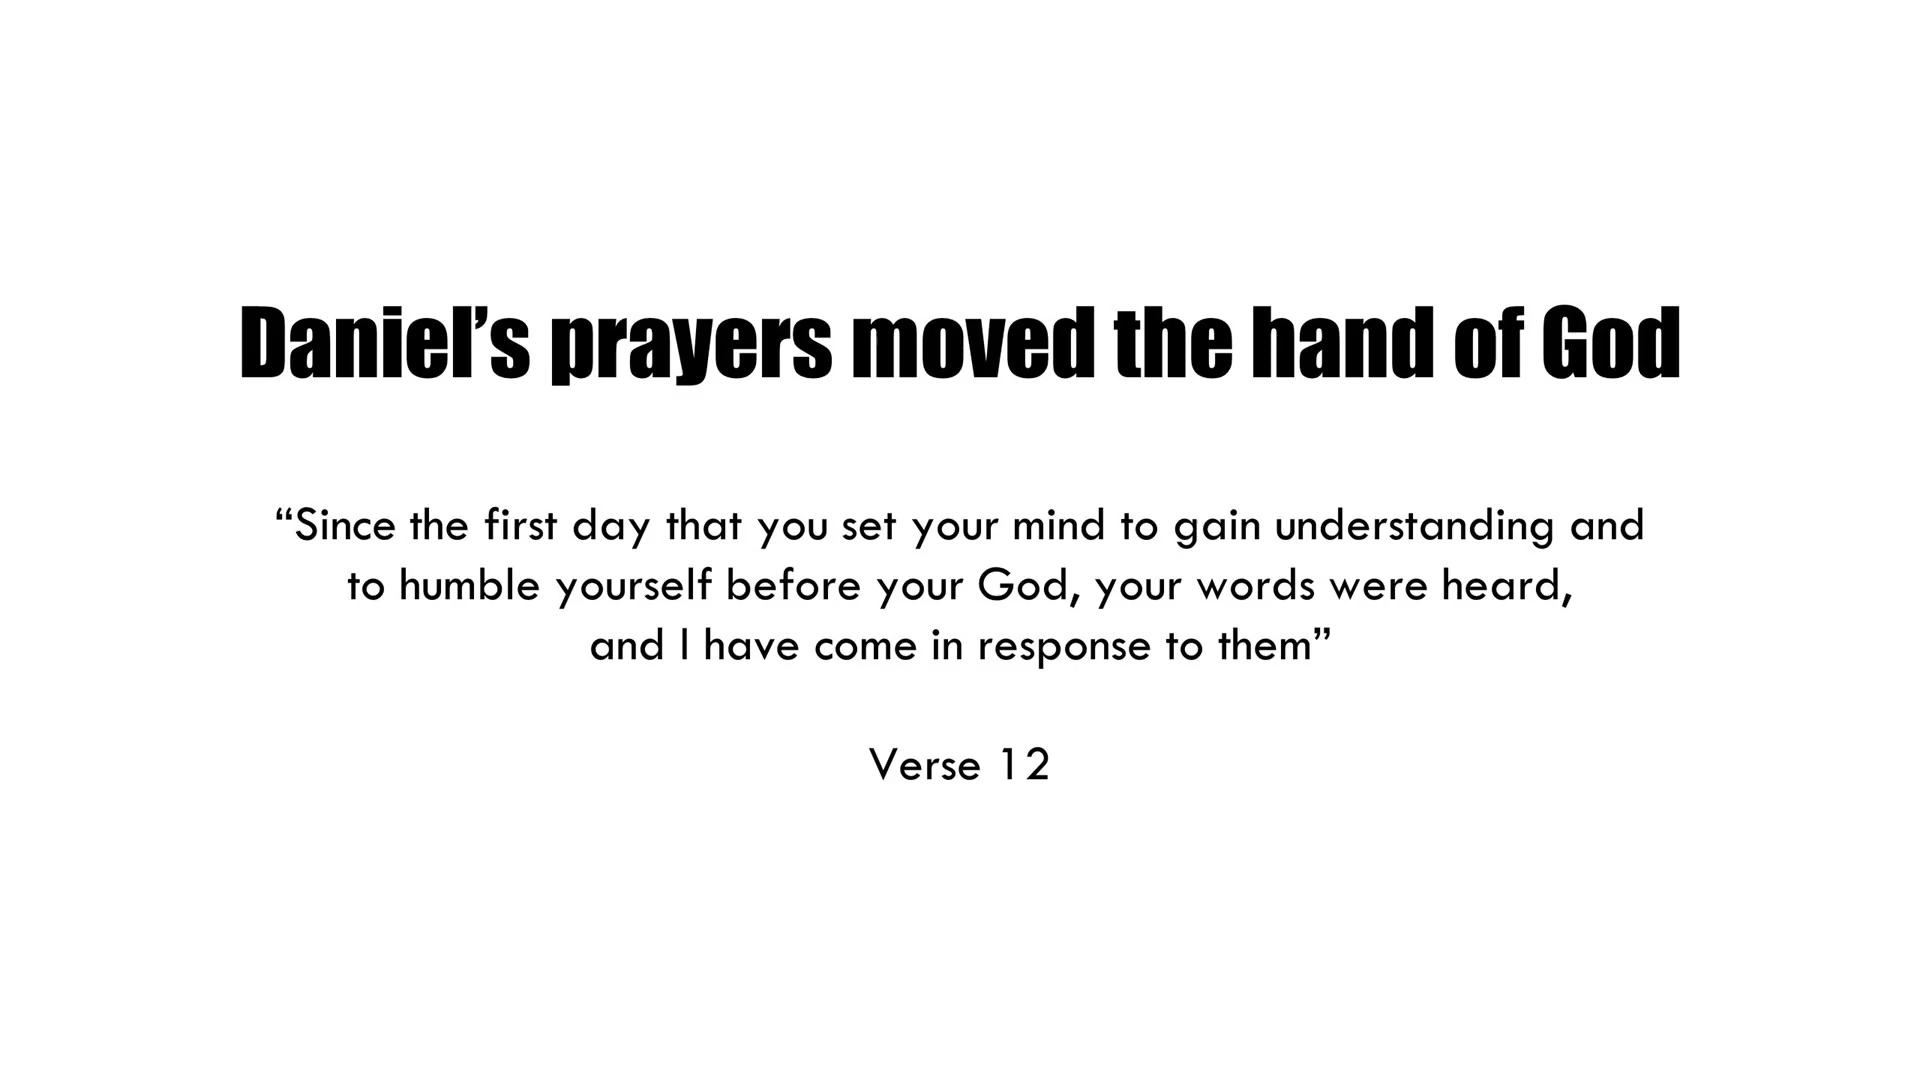 Daniel’s prayers moved the hand of God
“Since the first day that you set your mind to gain understanding and
to humble yourself before your God, your words were heard,
and I have come in response to them”
Verse 12